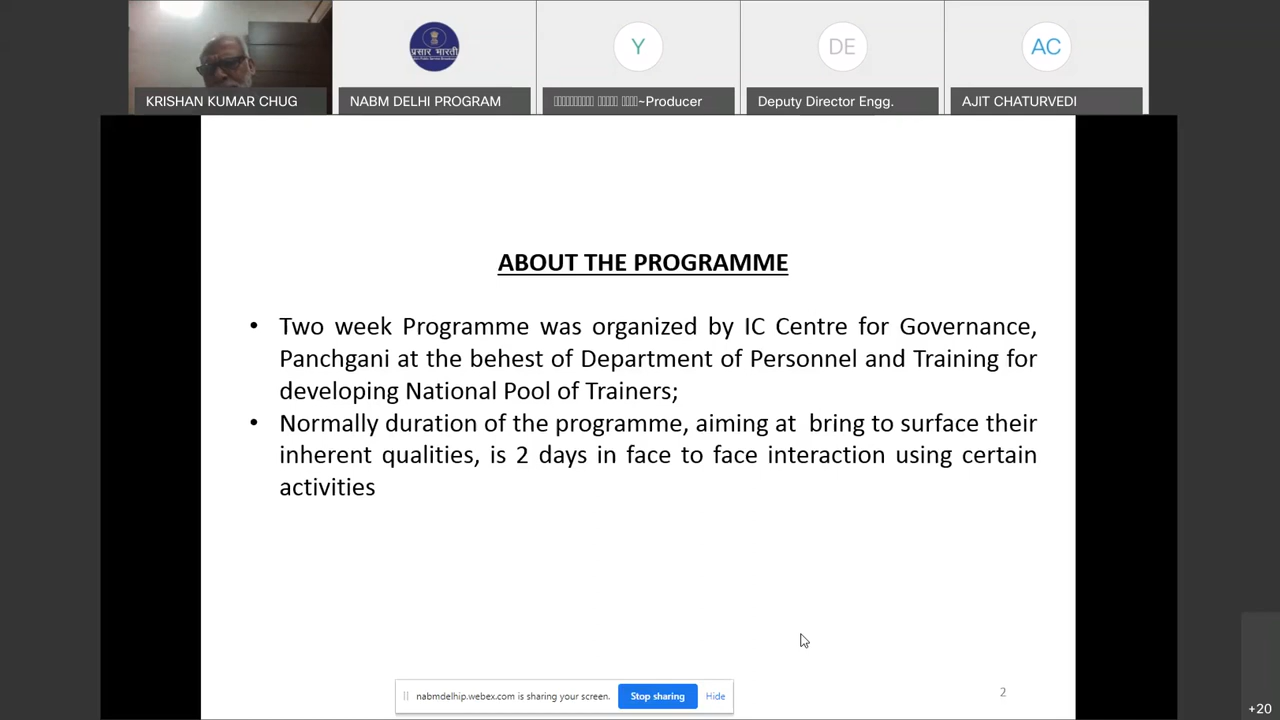 प्रसार भारती
Y
DE
AC
KRISHAN KUMAR CHUG
NABM DELHI PROGRAM
~Producer
Deputy Director Engg.
AJIT CHATURVEDI
ABOUT THE PROGRAMME
• Two week Programme was organized by IC Centre for Governance,
Panchgani at the behest of Department of Personnel and Training for
developing National Pool of Trainers;
• Normally duration of the programme, aiming at bring to surface their
inherent qualities, is 2 days in face to face interaction using certain
activities
nabmdelhip.webex.com is sharing your screen.
Stop sharing
Hide
2
+20